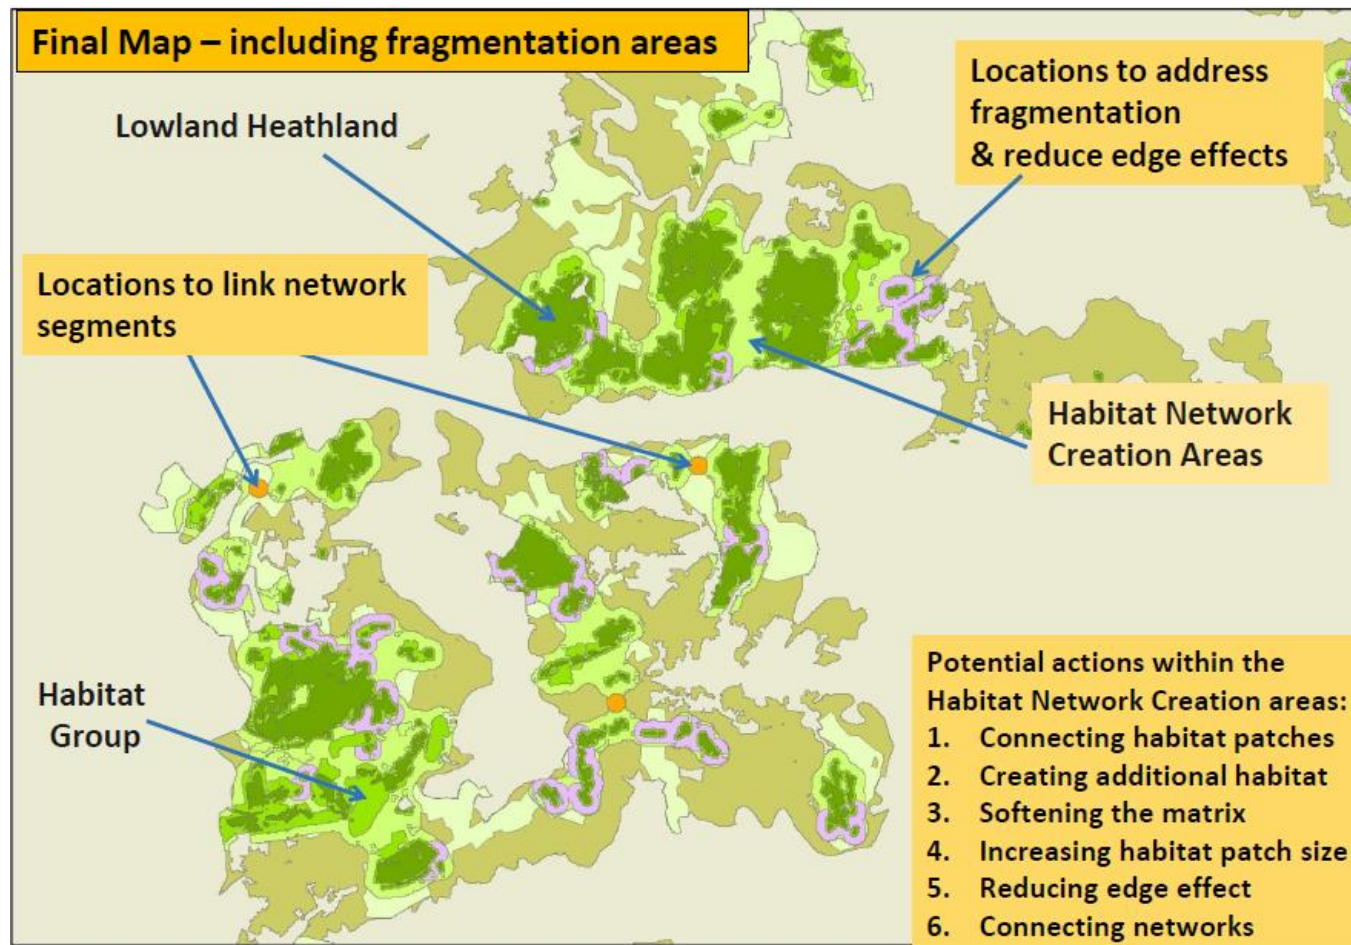 Final Map – including fragmentation areas
Lowland Heathland
Locations to address
fragmentation
& reduce edge effects
Locations to link network
segments
Habitat Network
Creation Areas
Habitat
Group
Potential actions within the
Habitat Network Creation areas:
1. Connecting habitat patches
2. Creating additional habitat
3. Softening the matrix
4. Increasing habitat patch size
5. Reducing edge effect
6. Connecting networks